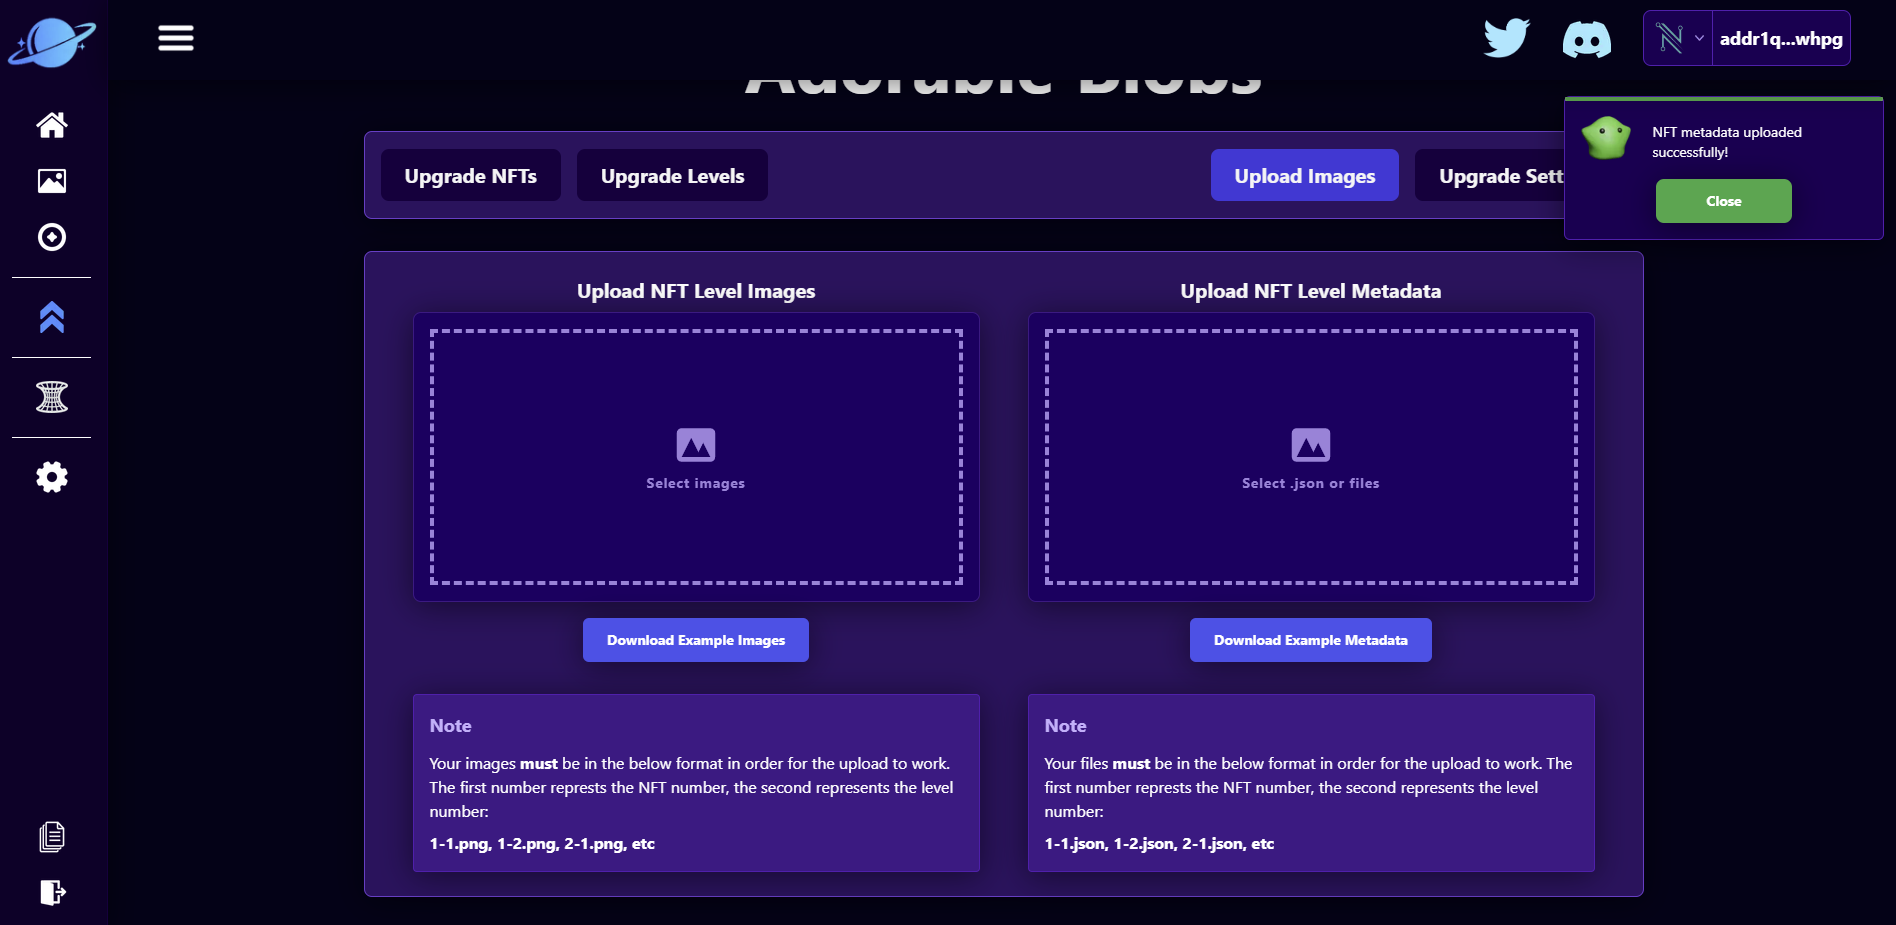 addr1q...whpg
Adorable Blobs
NFT metadata uploaded
successfully!
Close
Upgrade NFTs
Upgrade Levels
Upload Images
Upgrade Sett
Upload NFT Level Images
Upload NFT Level Metadata
Select images
Select .json or files
Download Example Images
Download Example Metadata
Note
Your images must be in the below format in order for the upload to work.
The first number represts the NFT number, the second represents the level
number:
1-1.png, 1-2.png, 2-1.png, etc
Note
Your files must be in the below format in order for the upload to work. The
first number represts the NFT number, the second represents the level
number:
1-1.json, 1-2.json, 2-1.json, etc